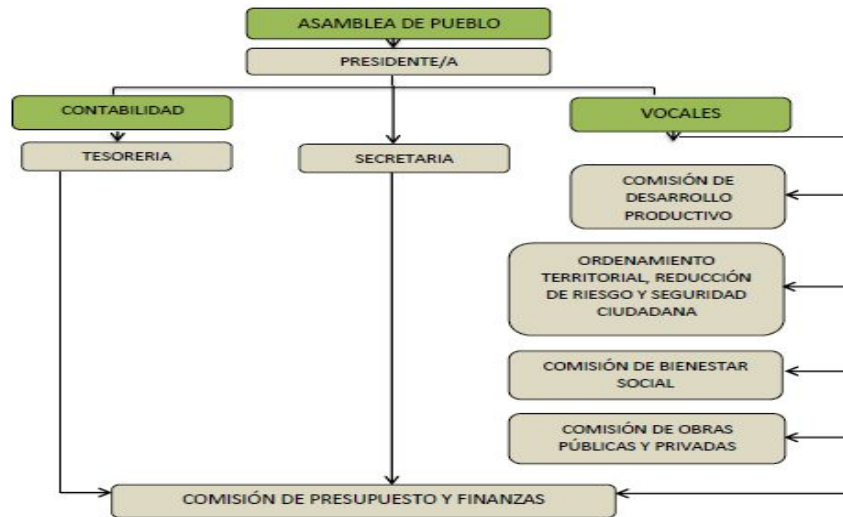 ASAMBLEA DE PUEBLO
PRESIDENTE/A
CONTABILIDAD
VOCALES
TESORERIA
SECRETARIA
COMISIÓN DE
DESARROLLO
PRODUCTIVO
ORDENAMIENTO
TERRITORIAL, REDUCCIÓN
DE RIESGO Y SEGURIDAD
CIUDADANA
COMISIÓN DE BIENESTAR
SOCIAL
COMISIÓN DE OBRAS
PÚBLICAS Y PRIVADAS
COMISIÓN DE PRESUPUESTO Y FINANZAS